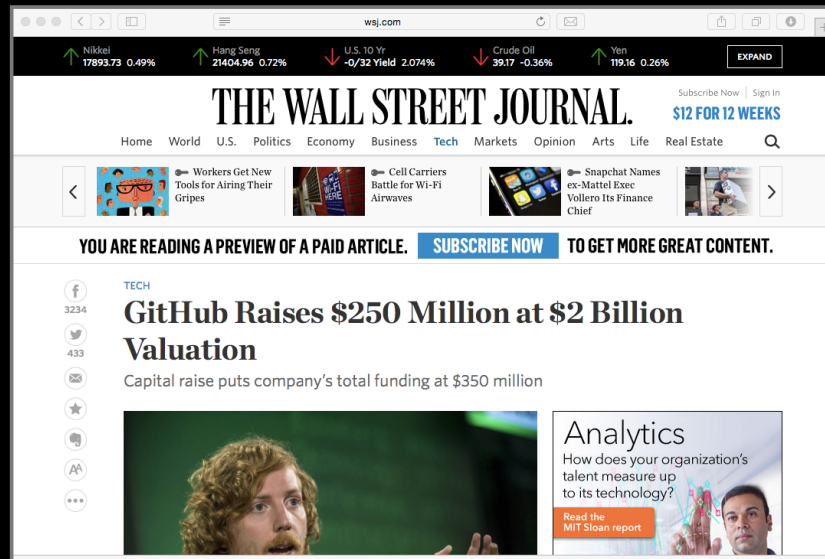 wsj.com
Nikkei
17893.73 0.49%
Hang Seng
21404.96 0.72%
U.S. 10 Yr
-0/32 Yield 2.074%
Crude Oil
39.17 -0.36%
Yen
119.16 0.26%
EXPAND
THE WALL STREET JOURNAL.
Subscribe Now | Sign In
$12 FOR 12 WEEKS
Home World U.S. Politics Economy Business Tech Markets Opinion Arts Life Real Estate
Workers Get New
Tools for Airing Their
Gripes
WI-FI
HERE
Cell Carriers
Battle for Wi-Fi
Airwaves
Snapchat Names
ex-Mattel Exec
Vollero Its Finance
Chief
YOU ARE READING A PREVIEW OF A PAID ARTICLE. SUBSCRIBE NOW TO GET MORE GREAT CONTENT.
TECH
GitHub Raises $250 Million at $2 Billion
Valuation
Capital raise puts company's total funding at $350 million
3234
433
AA
Analytics
How does your organization's
talent measure up
to its technology?
Read the
MIT Sloan report